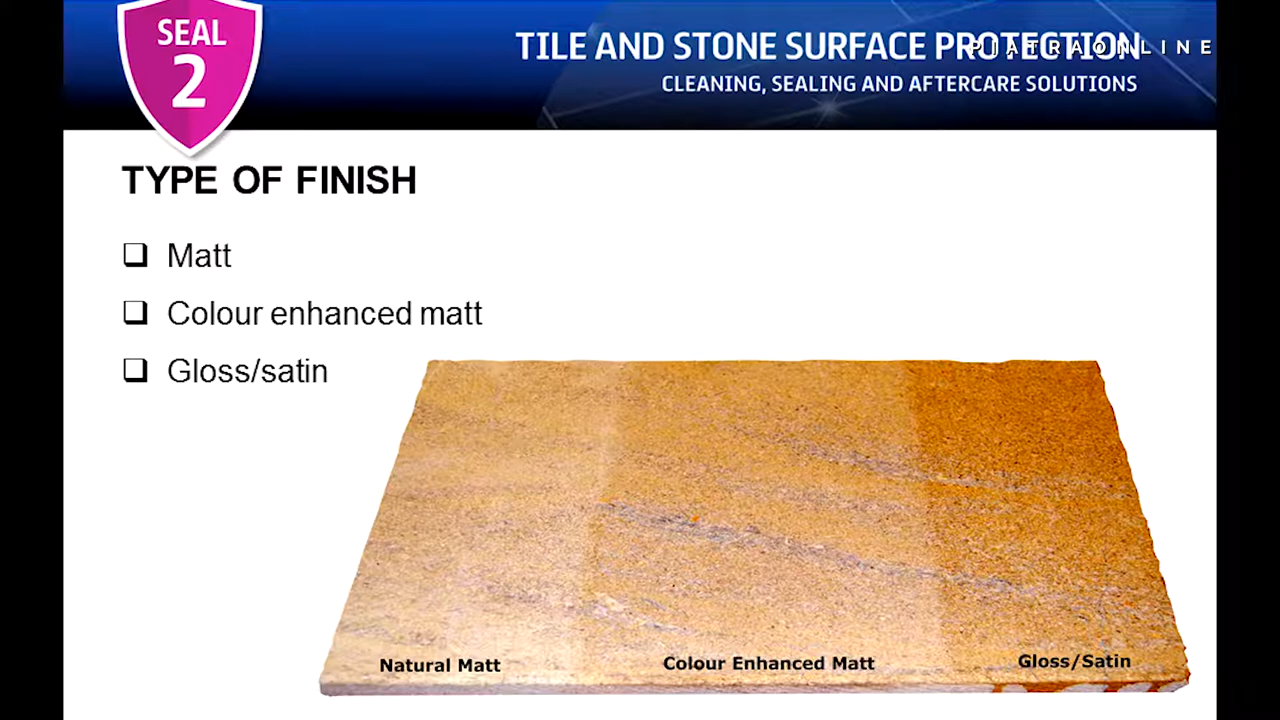 SEAL
2
TILE AND STONE SURFACE PROTECTION
PIATRAONLINE
CLEANING, SEALING AND AFTERCARE SOLUTIONS
TYPE OF FINISH
Matt
Colour enhanced matt
Gloss/satin
Natural Matt
Colour Enhanced Matt
Gloss/Satin